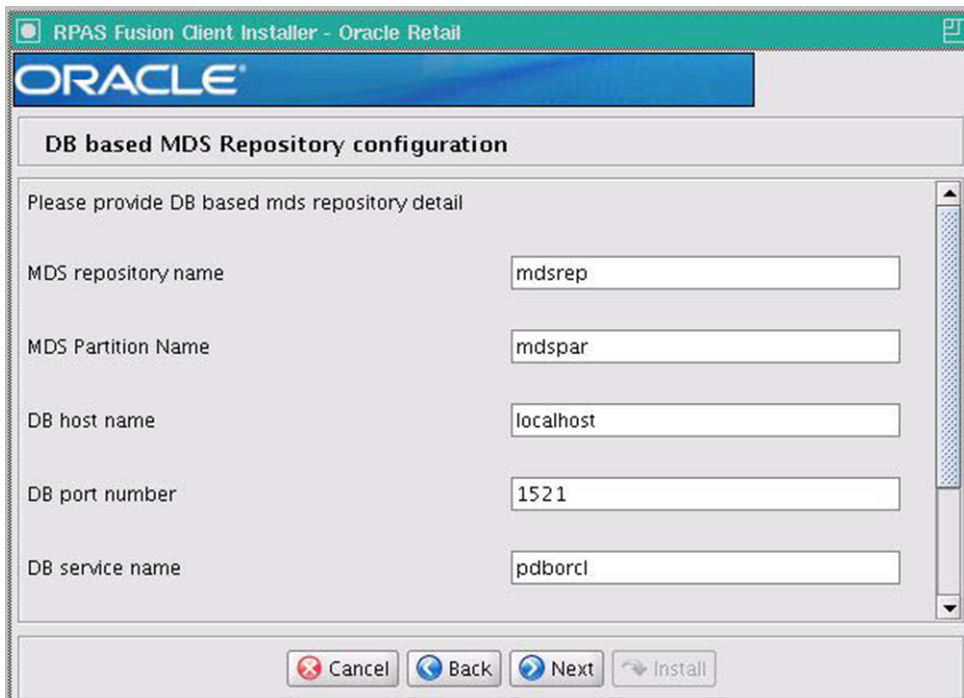 RPAS Fusion Client Installer - Oracle Retail
ORACLE®
DB based MDS Repository configuration
Please provide DB based mds repository detail
MDS repository name mdsrep
MDS Partition Name mdspar
DB host name localhost
DB port number 1521
DB service name pdborcl
Cancel Back Next Install